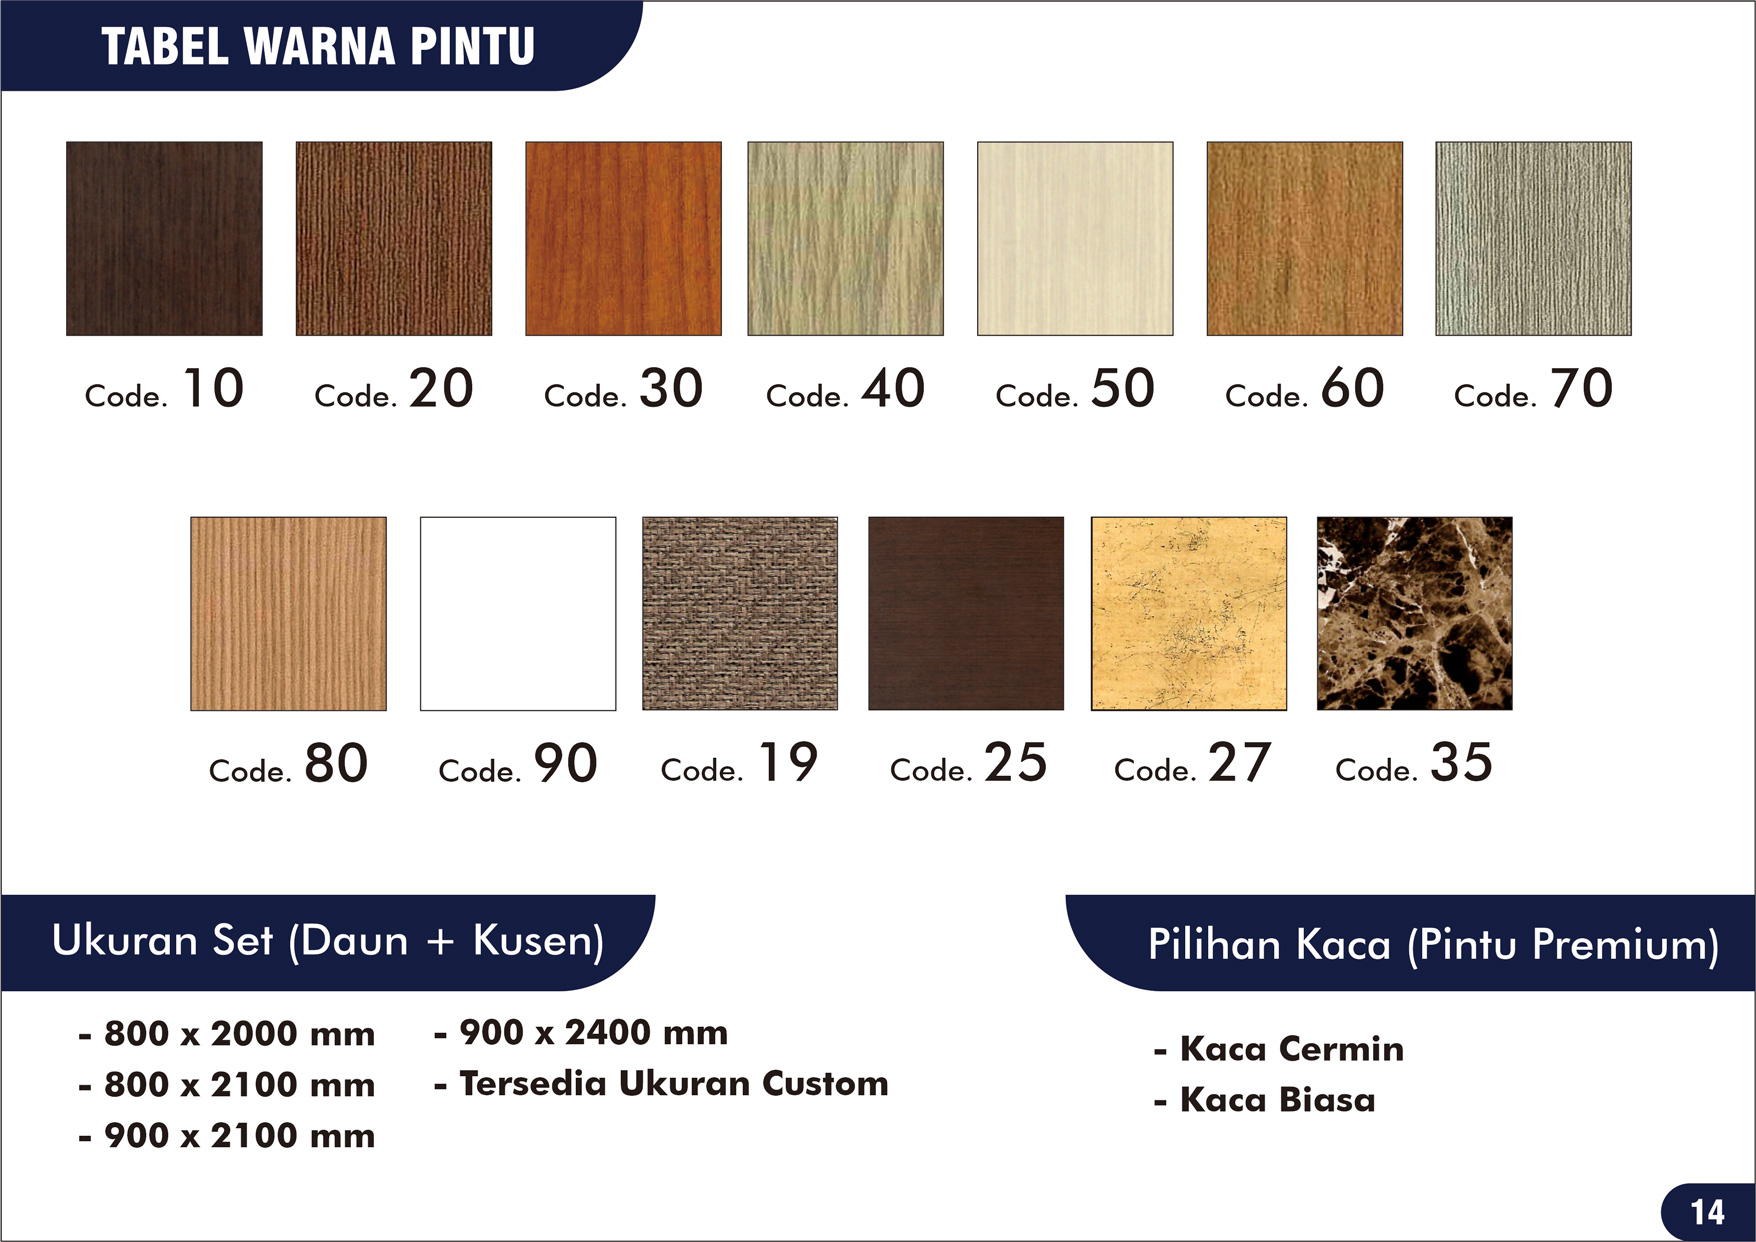 TABEL WARNA PINTU
Code. 10
Code. 20
Code. 30
Code. 40
Code. 50
Code. 60
Code. 70
Code. 80
Code. 90
Code. 19
Code. 25
Code. 27
Code. 35
Ukuran Set (Daun + Kusen)
- 800 x 2000 mm
- 800 x 2100 mm
- 900 x 2100 mm
- 900 x 2400 mm
- Tersedia Ukuran Custom
Pilihan Kaca (Pintu Premium)
- Kaca Cermin
- Kaca Biasa
14